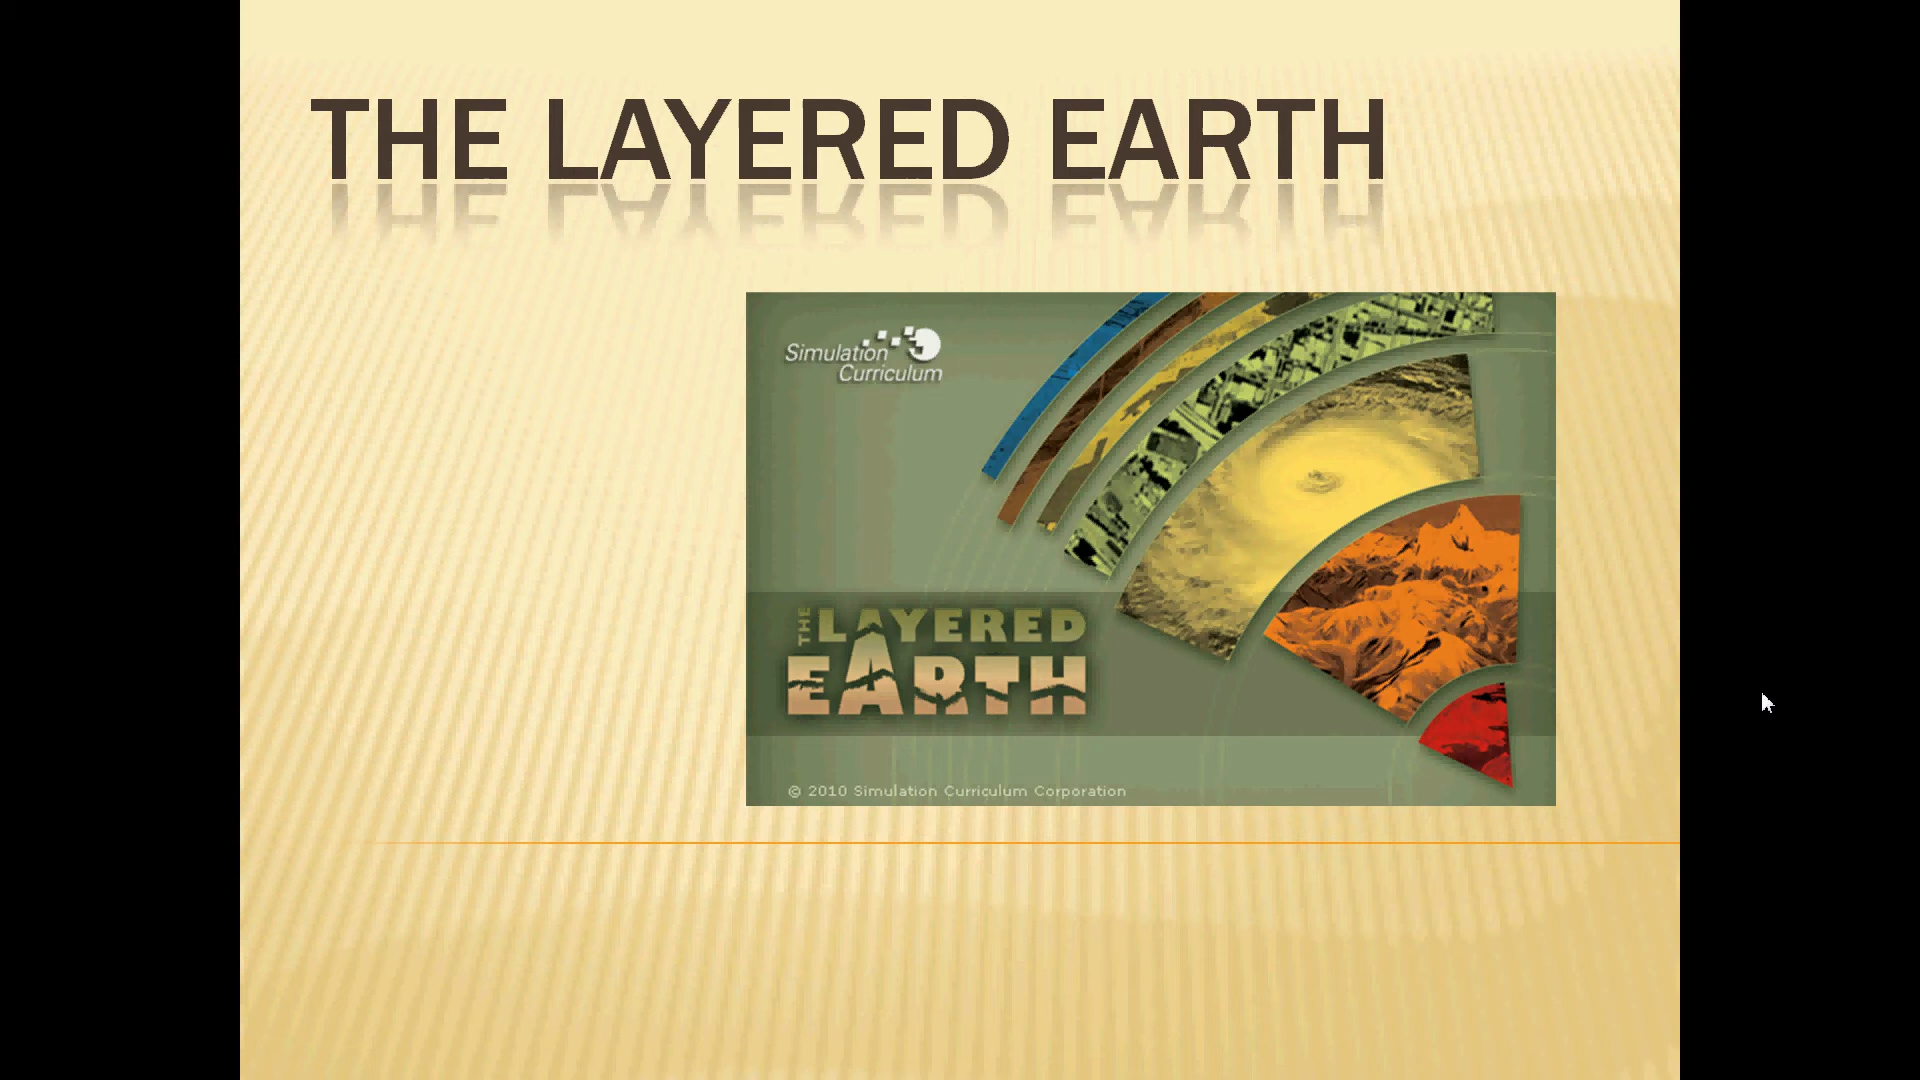 THE LAYERED EARTH
Simulation
Curriculum
THE LAYERED
EARTH
© 2010 Simulation Curriculum Corporation